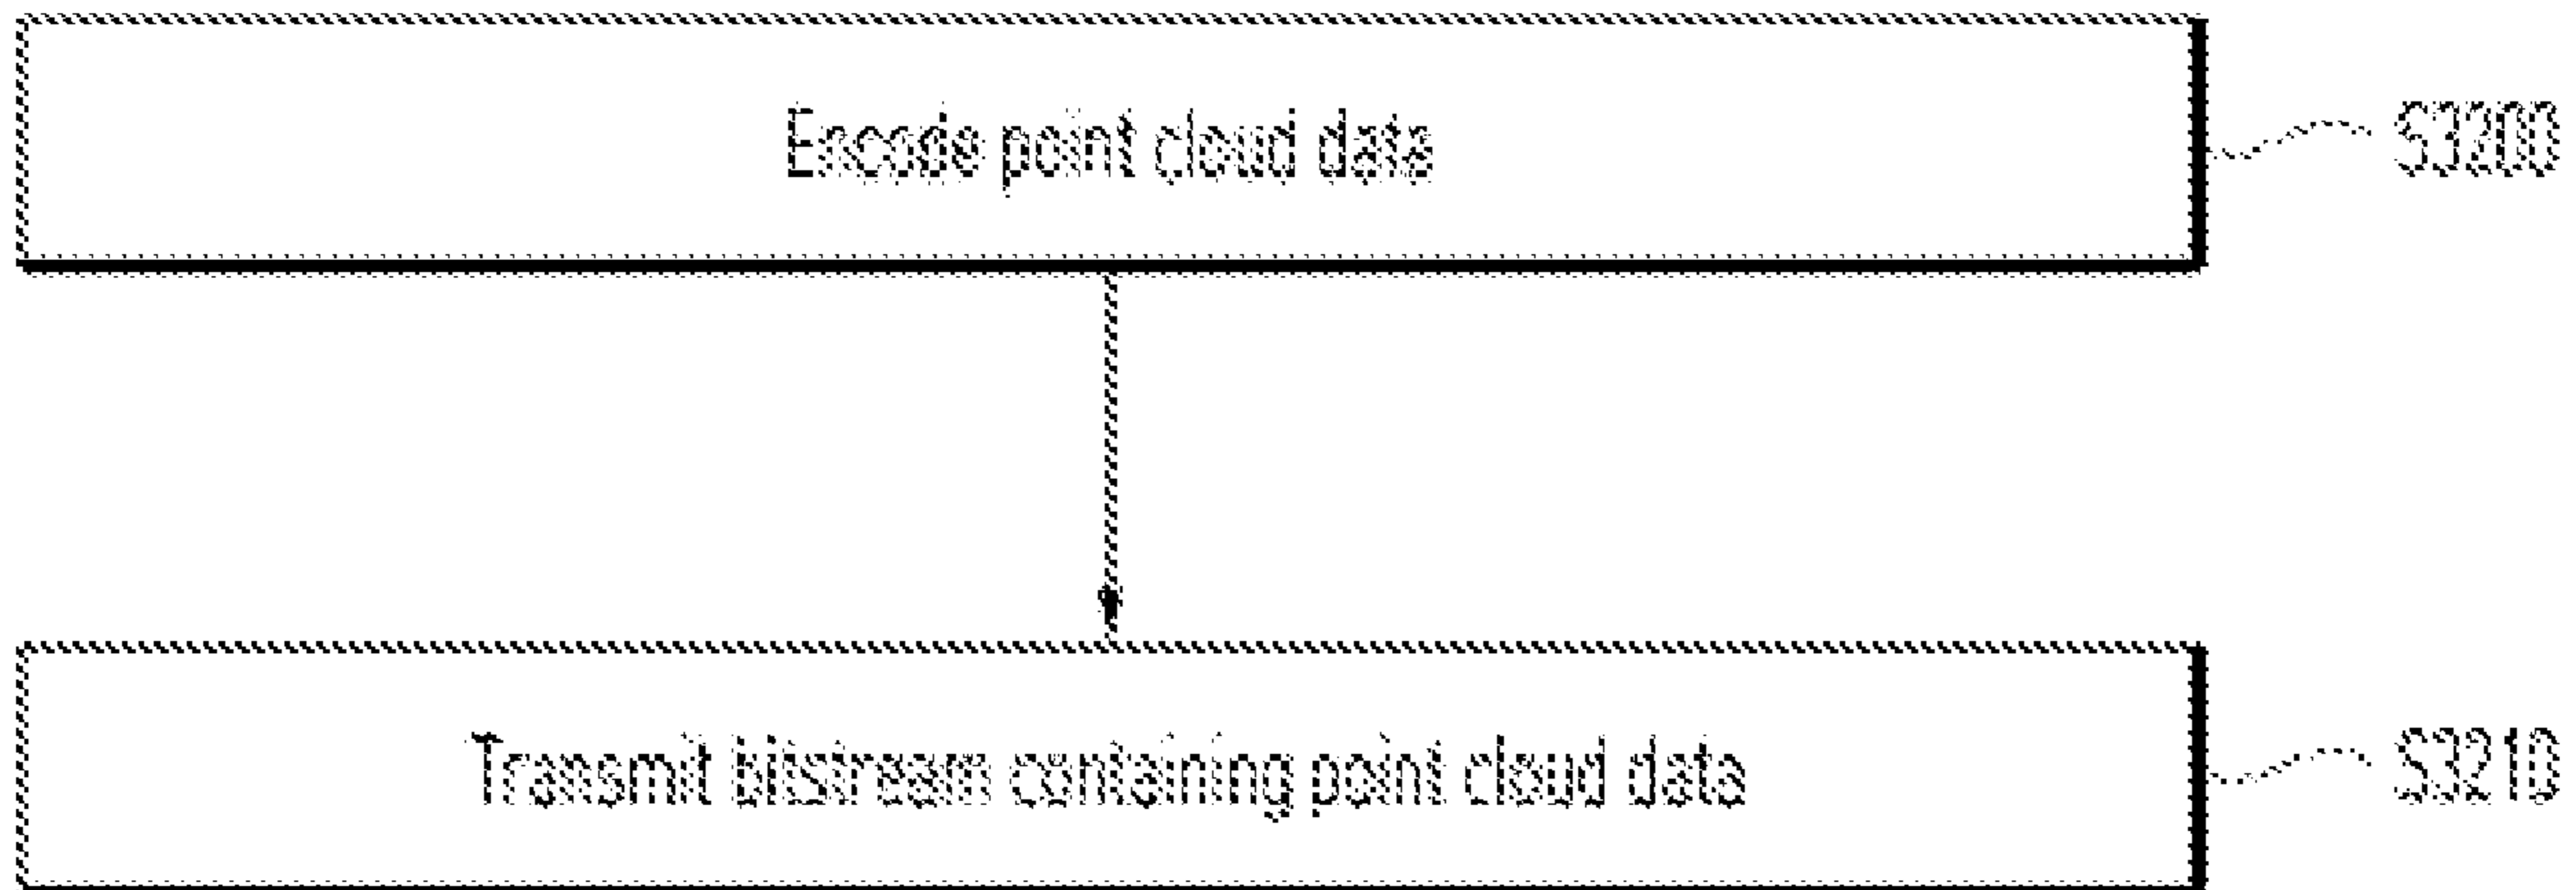 Encode point cloud data
S3200
Transmit bitstream containing point cloud data
S3210